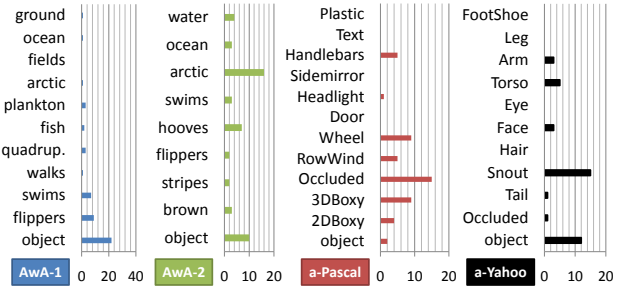 ground
ocean
fields
arctic
plankton
fish
quadrup.
walks
swims
flippers
object
AwA-1
0 20 40
water
ocean
arctic
swims
hooves
flippers
stripes
brown
object
AwA-2
0 10 20
Plastic
Text
Handlebars
Sidemirror
Headlight
Door
Wheel
RowWind
Occluded
3DBoxy
2DBoxy
object
a-Pascal
0 10 20
FootShoe
Leg
Arm
Torso
Eye
Face
Hair
Snout
Tail
Occluded
object
a-Yahoo
0 10 20